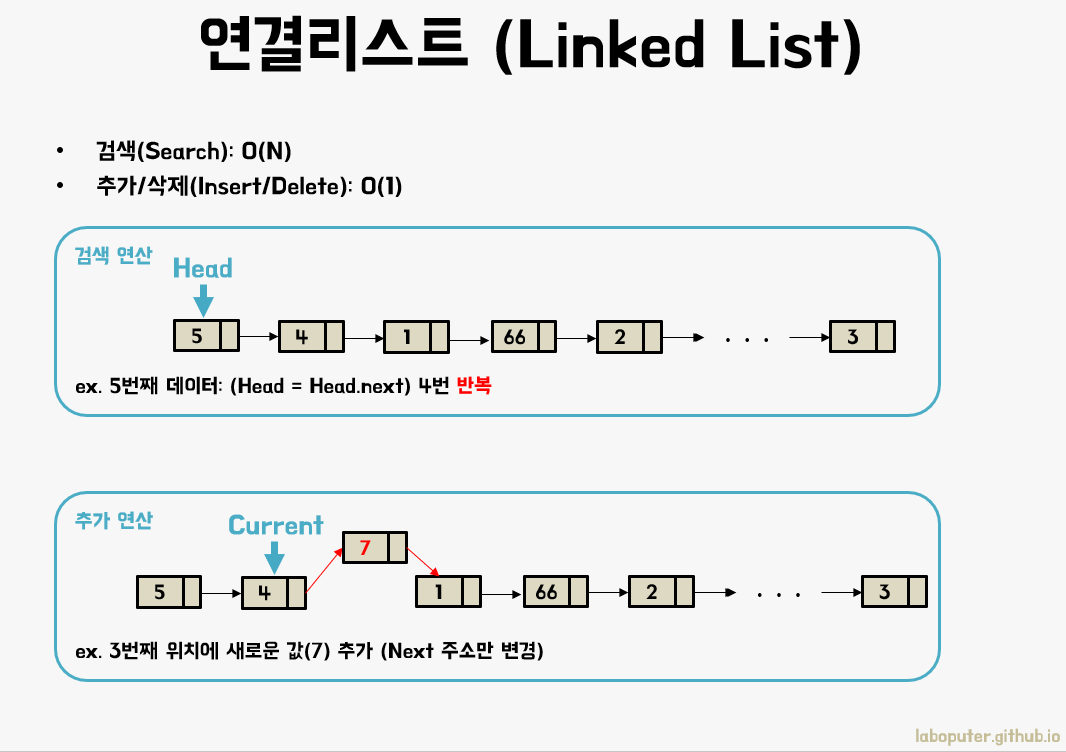 연결리스트 (Linked List)
• 검색(Search): O(N)
• 추가/삭제(Insert/Delete): O(1)
검색 연산
Head
5 4 1 66 2 . . . 3
ex. 5번째 데이터: (Head = Head.next) 4번 반복
추가 연산
Current
7
5 4 1 66 2 . . . 3
ex. 3번째 위치에 새로운 값(7) 추가 (Next 주소만 변경)
laboputer.github.io